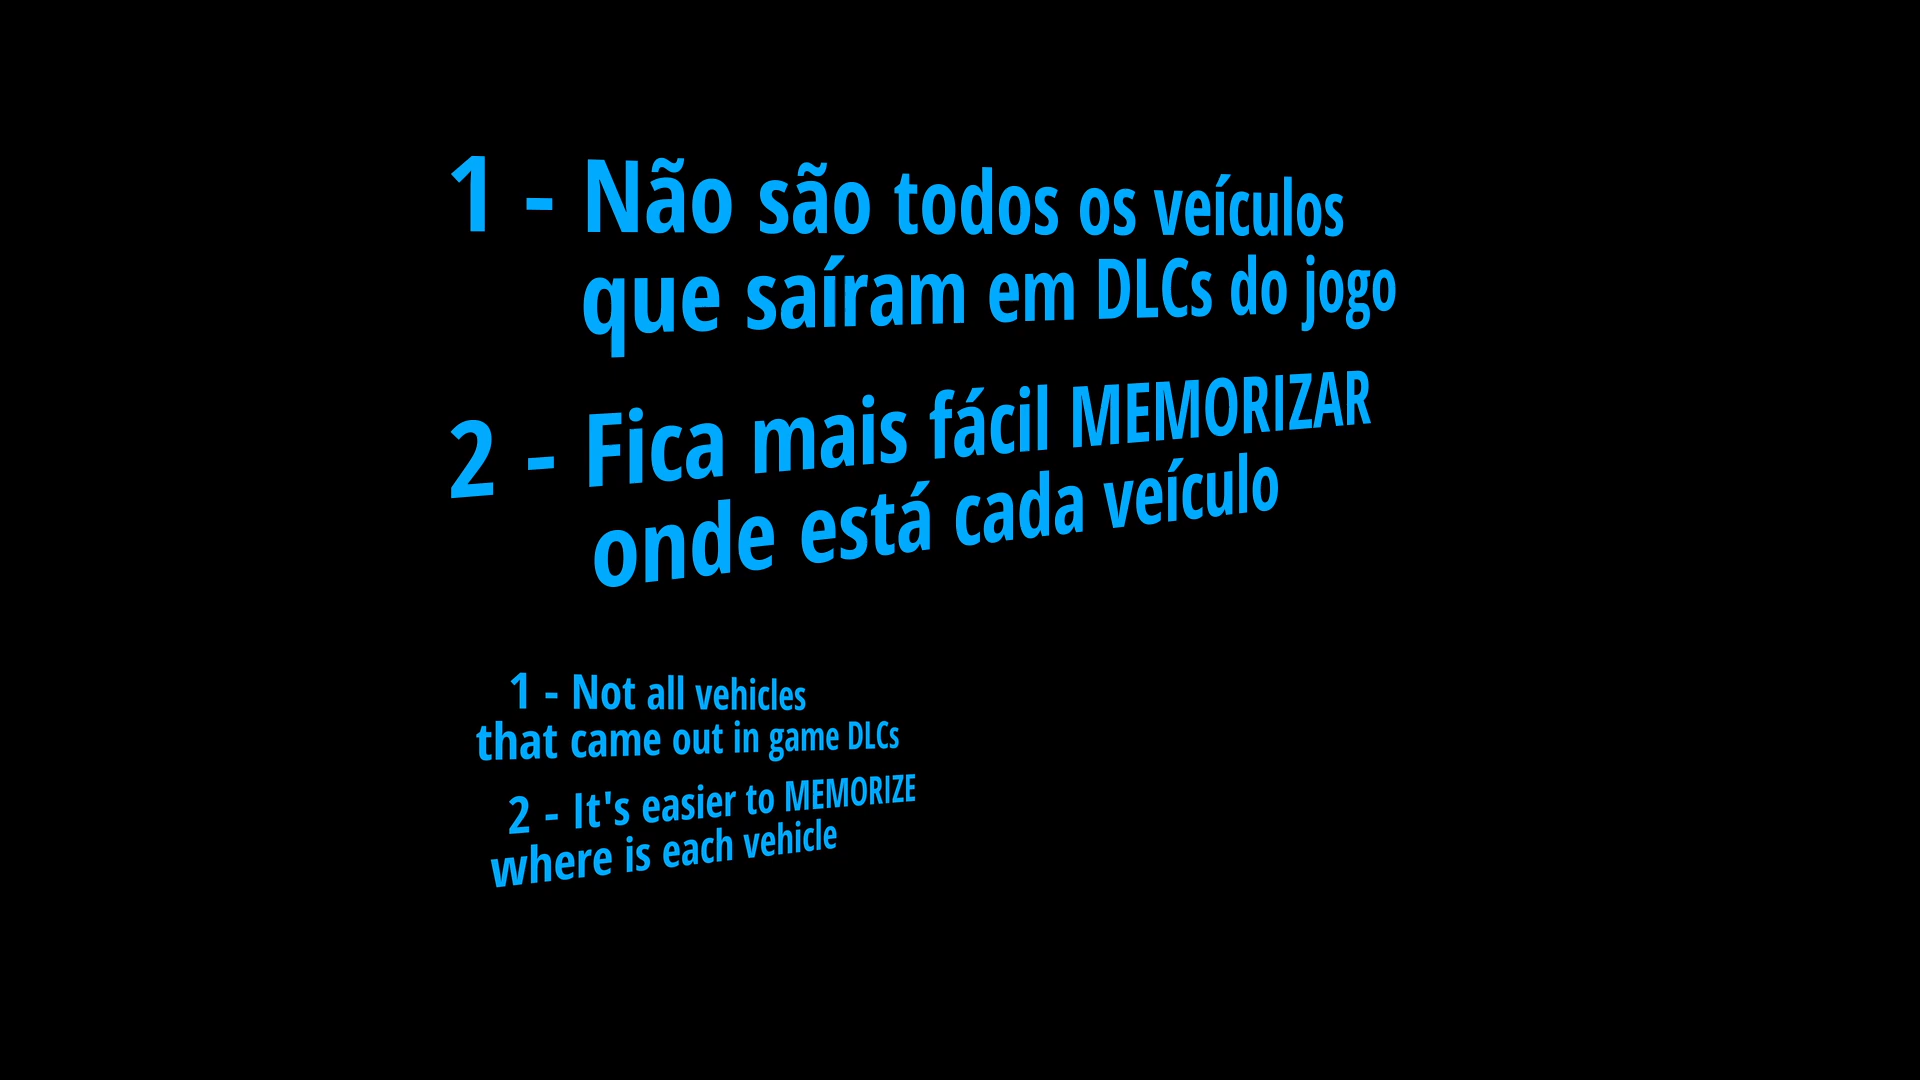 1 - Não são todos os veículos
que saíram em DLCs do jogo
2 - Fica mais fácil MEMORIZAR
onde está cada veículo
1 - Not all vehicles
that came out in game DLCs
2 - It's easier to MEMORIZE
where is each vehicle